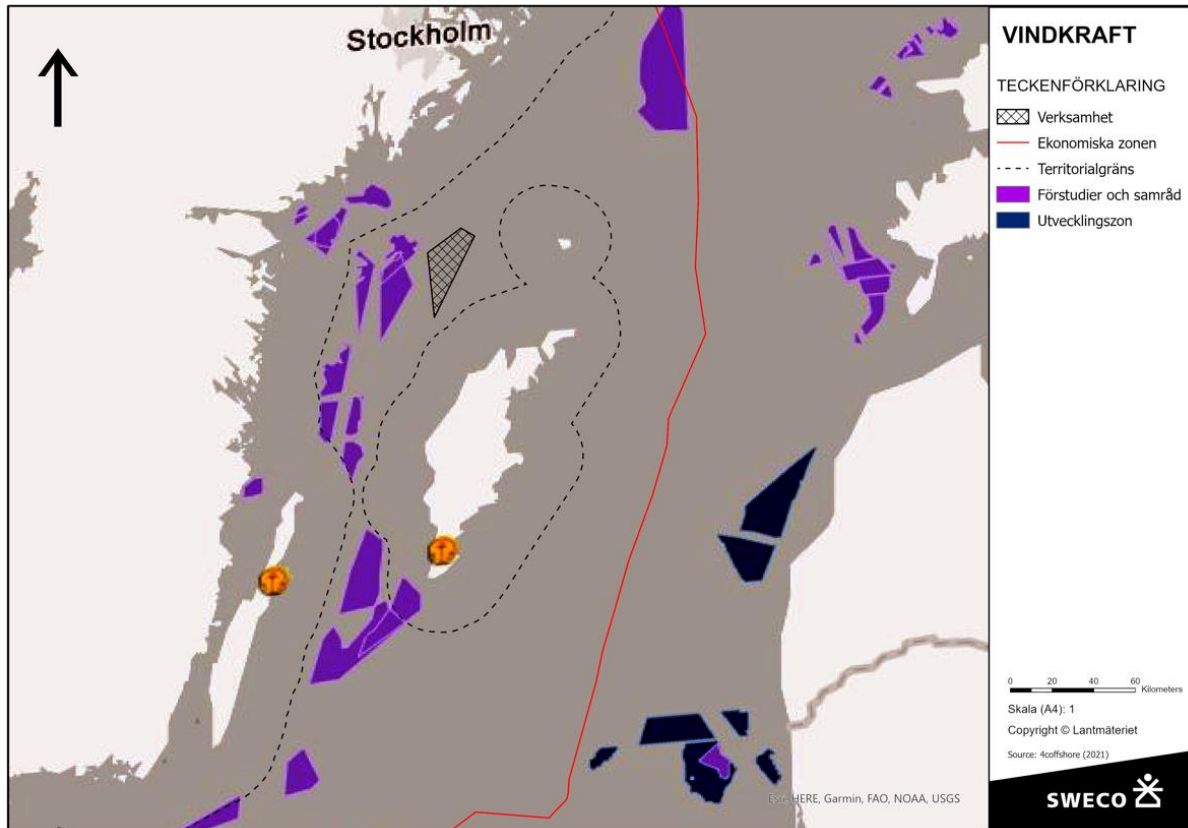 Stockholm
VINDKRAFT
TECKENFÖRKLARING
Verksamhet
Ekonomiska zonen
Territorialgräns
Förstudier och samråd
Utvecklingszon
0 20 40 60
Kilometers
Skala (A4): 1
Copyright © Lantmäteriet
Source: 4coffshore (2021)
Esri, HERE, Garmin, FAO, NOAA, USGS
SWECO